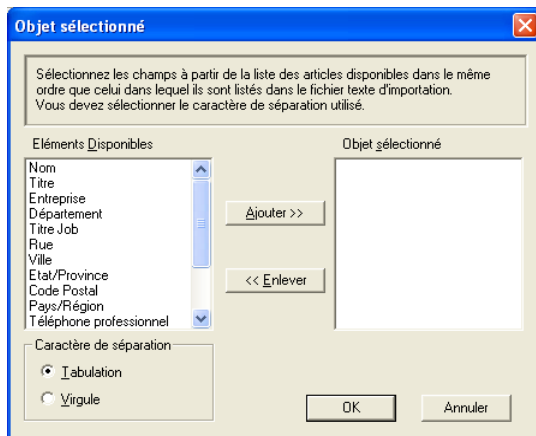 Objet sélectionné
Sélectionnez les champs à partir de la liste des articles disponibles dans le même
ordre que celui dans lequel ils sont listés dans le fichier texte d'importation.
Vous devez sélectionner le caractère de séparation utilisé.
Eléments Disponibles
Objet sélectionné
Nom
Titre
Entreprise
Département
Titre Job
Rue
Ville
Etat/Province
Code Postal
Pays/Région
Téléphone professionnel
Ajouter >>
<< Enlever
Caractère de séparation
Tabulation
Virgule
OK
Annuler